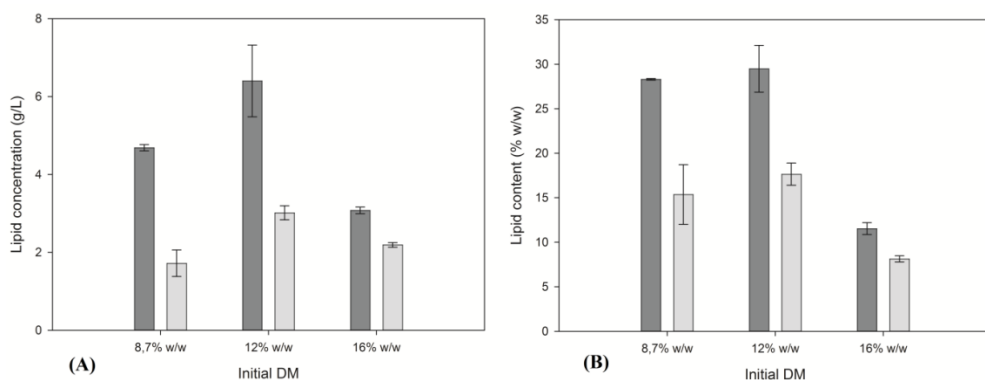 Lipid concentration (g/L)
8
6
4
2
0
8,7% w/w 12% w/w 16% w/w
(A)
Initial DM
Lipid content (% w/w)
35
30
25
20
15
10
5
0
8,7% w/w 12% w/w 16% w/w
(B)
Initial DM